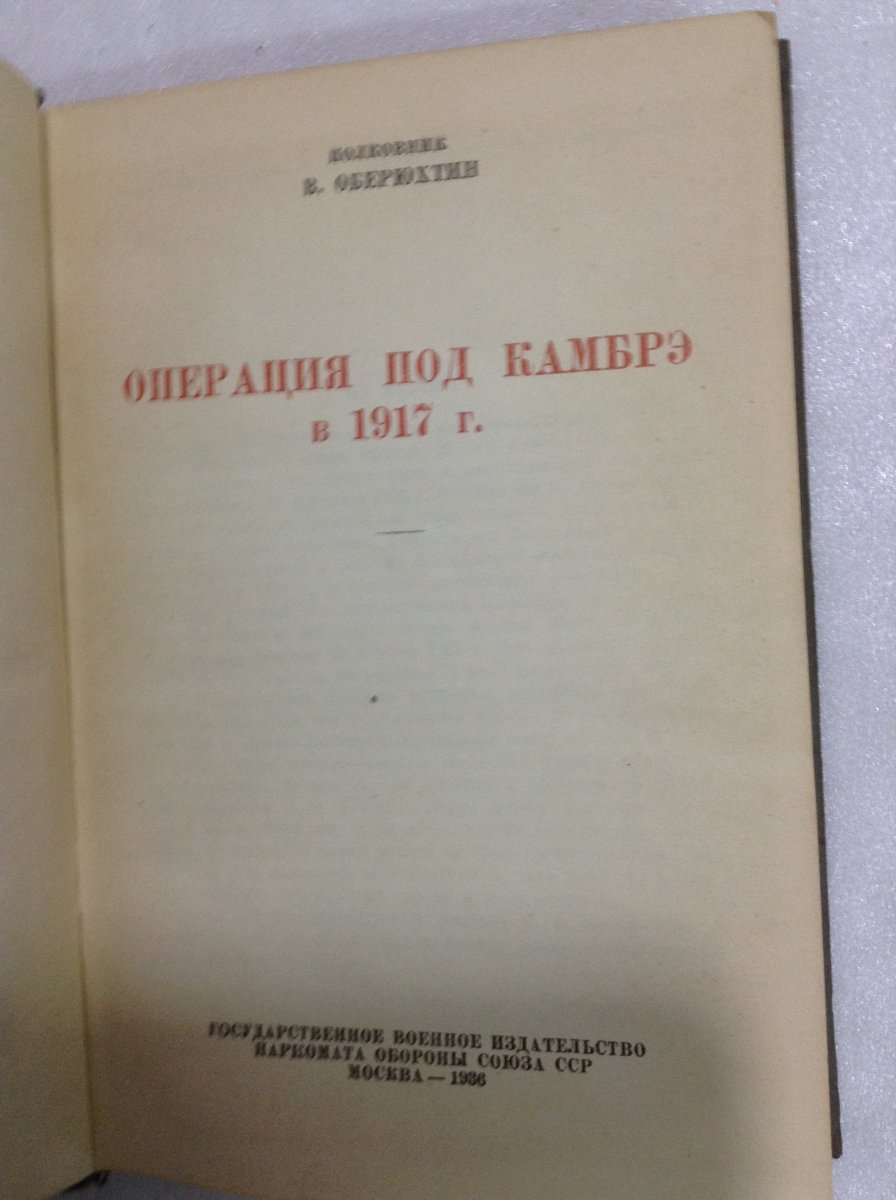 ПОЛКОВНИК
В. ОБЕРЮХТИН
ОПЕРАЦИЯ ПОД КАМБРЭ
в 1917 г.
ГОСУДАРСТВЕННОЕ ВОЕННОЕ ИЗДАТЕЛЬСТВО
НАРКОМАТА ОБОРОНЫ СОЮЗА ССР
МОСКВА — 1936